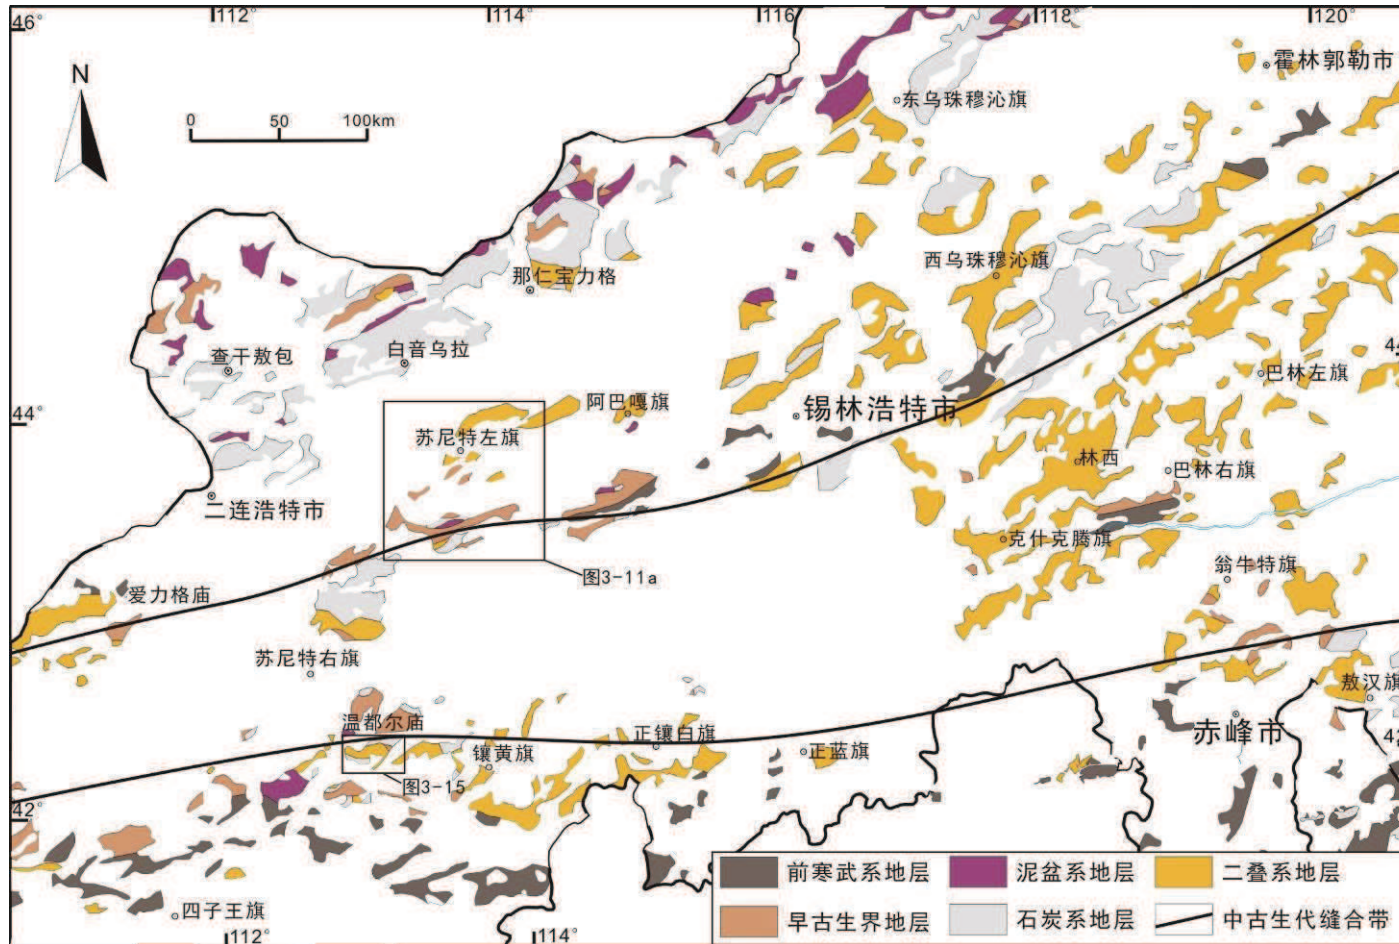 46°
112°
114°
116°
118°
120°
N
0 50 100km
霍林郭勒市
东乌珠穆沁旗
西乌珠穆沁旗
那仁宝力格
查干敖包
白音乌拉
44
巴林左旗
44°
阿巴嘎旗
锡林浩特市
苏尼特左旗
林西
巴林右旗
二连浩特市
克什克腾旗
图3-11a
翁牛特旗
爱力格庙
苏尼特右旗
敖汉旗
温都尔庙
正镶白旗
赤峰市
42
镶黄旗
正蓝旗
图3-15
42°
前寒武系地层
泥盆系地层
二叠系地层
早古生界地层
石炭系地层
中古生代缝合带
四子王旗
112°
114°